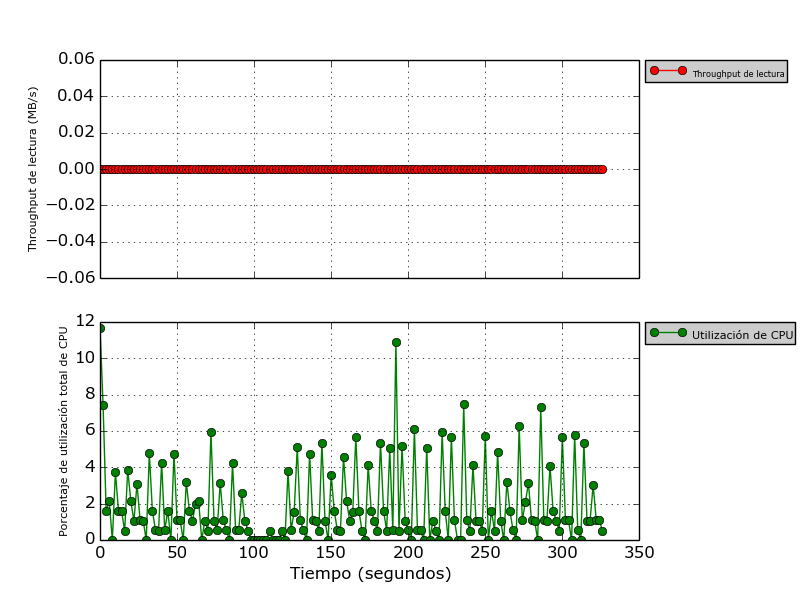 0.06
0.04
0.02
0.00
−0.02
−0.04
−0.06
Throughput de lectura (MB/s)
Throughput de lectura
12
10
8
6
4
2
0
Porcentaje de utilización total de CPU
Utilización de CPU
0 50 100 150 200 250 300 350
Tiempo (segundos)